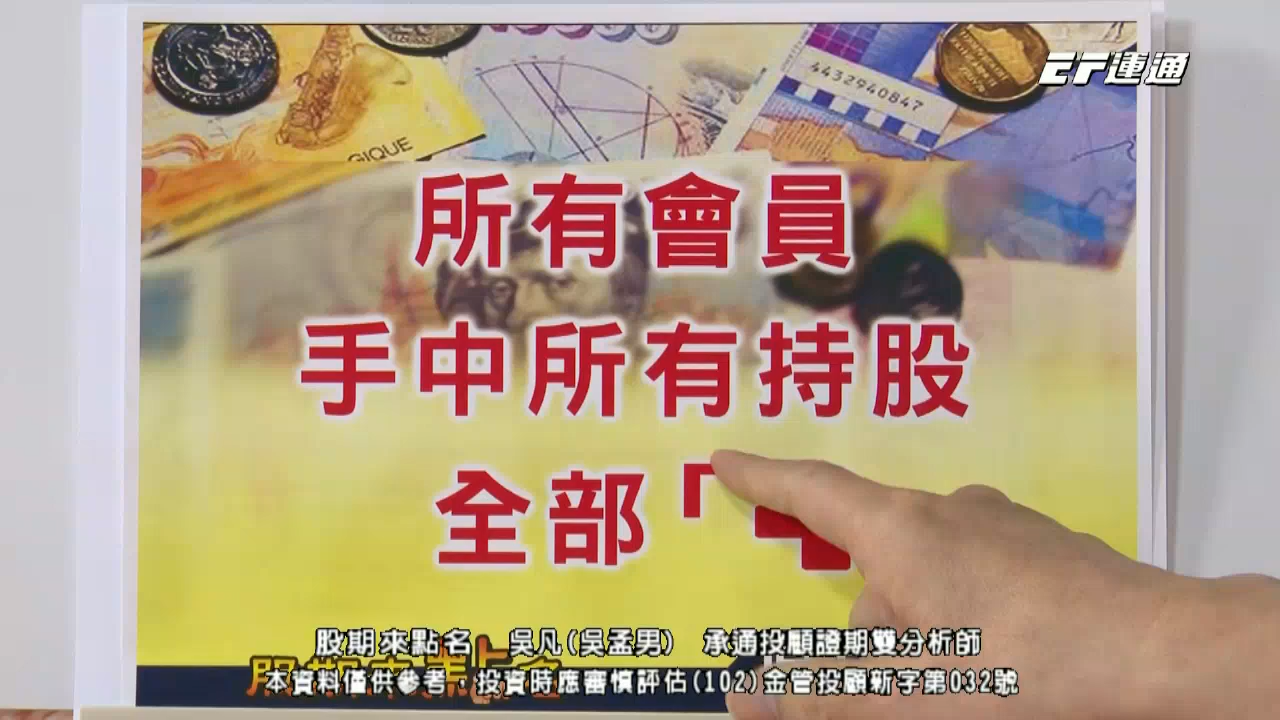 ET運通
GIQUE
4432940847
所有會員
手中所有持股
全部「
股期來點名 吳凡(吳孟男) 承通投顧證期雙分析師
本資料僅供參考，投資時應審慎評估(102)金管投顧新字第032號